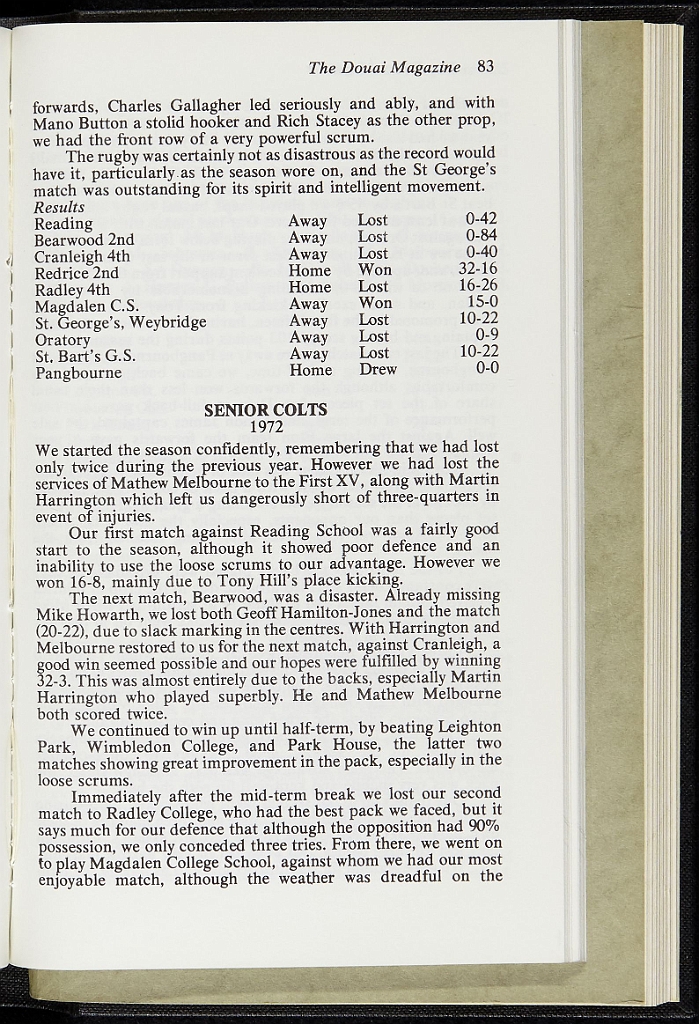 The Douai Magazine 83
forwards, Charles Gallagher led seriously and ably, and with
Mano Button a stolid hooker and Rich Stacey as the other prop,
we had the front row of a very powerful scrum.
The rugby was certainly not as disastrous as the record would
have it, particularly as the season wore on, and the St George's
match was outstanding for its spirit and intelligent movement.
Results
Reading Away Lost 0-42
Bearwood 2nd Away Lost 0-84
Cranleigh 4th Away Lost 0-40
Redrice 2nd Home Won 32-16
Radley 4th Home Lost 16-26
Magdalen C.S. Away Won 15-0
St. George's, Weybridge Away Lost 10-22
Oratory Away Lost 0-9
St. Bart's G.S. Away Lost 10-22
Pangbourne Home Drew 0-0
SENIOR COLTS
1972
We started the season confidently, remembering that we had lost
only twice during the previous year. However we had lost the
services of Mathew Melbourne to the First XV, along with Martin
Harrington which left us dangerously short of three-quarters in
event of injuries.
Our first match against Reading School was a fairly good
start to the season, although it showed poor defence and an
inability to use the loose scrums to our advantage. However we
won 16-8, mainly due to Tony Hill's place kicking.
The next match, Bearwood, was a disaster. Already missing
Mike Howarth, we lost both Geoff Hamilton-Jones and the match
(20-22), due to slack marking in the centres. With Harrington and
Melbourne restored to us for the next match, against Cranleigh, a
good win seemed possible and our hopes were fulfilled by winning
32-3. This was almost entirely due to the backs, especially Martin
Harrington who played superbly. He and Mathew Melbourne
both scored twice.
We continued to win up until half-term, by beating Leighton
Park, Wimbledon College, and Park House, the latter two
matches showing great improvement in the pack, especially in the
loose scrums.
Immediately after the mid-term break we lost our second
match to Radley College, who had the best pack we faced, but it
says much for our defence that although the opposition had 90%
possession, we only conceded three tries. From there, we went on
to play Magdalen College School, against whom we had our most
enjoyable match, although the weather was dreadful on the